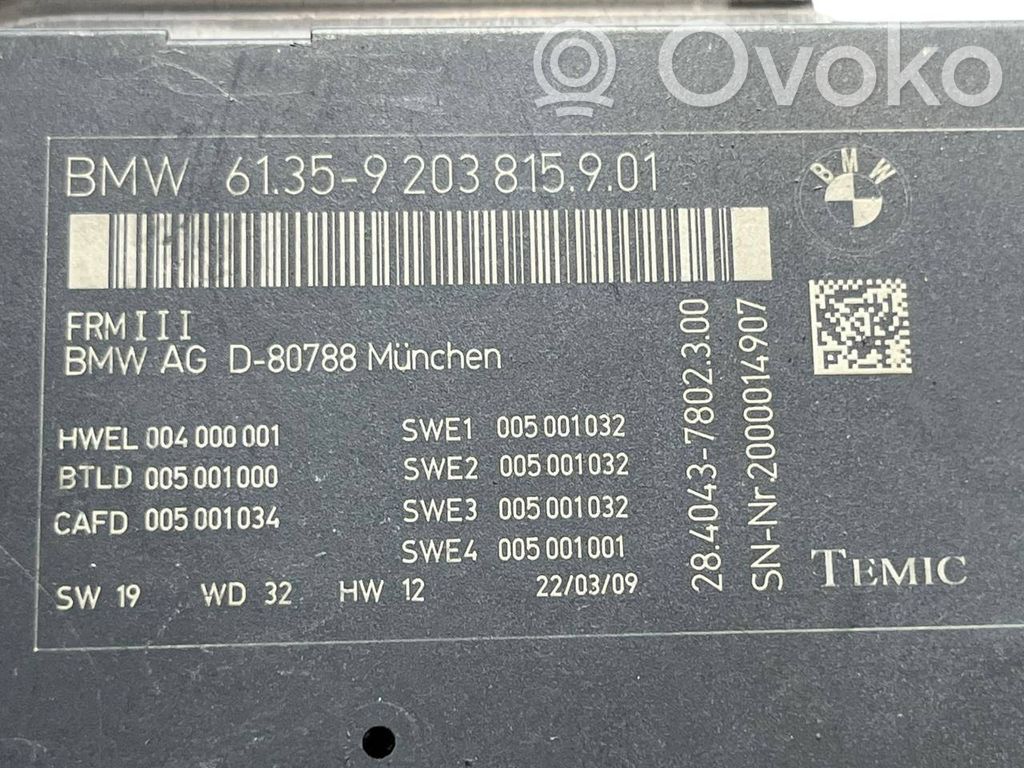 Ovoko
BMW 61.35-9 203 815.9.01
BMW
FRM III
BMW AG D-80788 München
HWEL 004 000 001
BTLD 005 001000
CAFD 005 001 034
SWE1 005 001 032
SWE2 005 001 032
SWE3 005 001 032
SWE4 005 001 001
SW 19 WD 32 HW 12 22/03/09
28.4043-7802.3.00
SN-Nr.2000014907
TEMIC